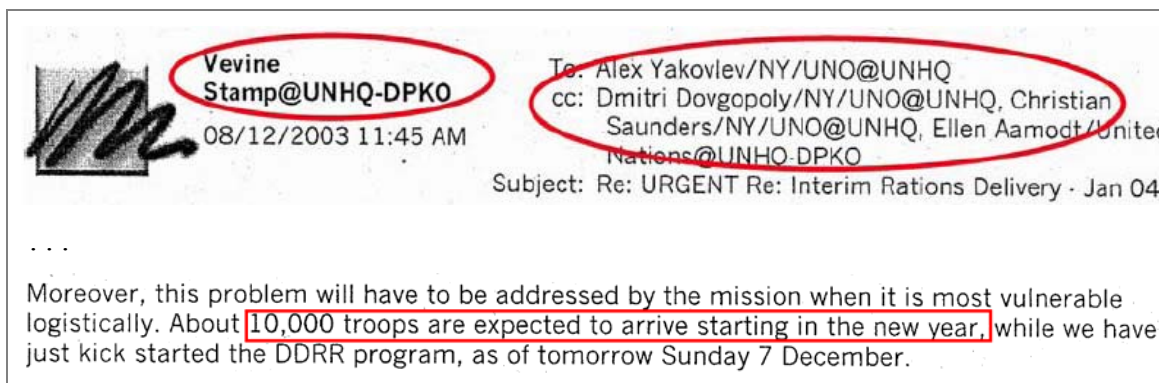 Vevine
Stamp@UNHQ-DPKO
08/12/2003 11:45 AM
To: Alex Yakovlev/NY/UNO@UNHQ
cc: Dmitri Dovgopoly/NY/UNO@UNHQ, Christian
Saunders/NY/UNO@UNHQ, Ellen Aamodt/United
Nations@UNHQ-DPKO
Subject: Re: URGENT Re: Interim Rations Delivery - Jan 04
. . .
Moreover, this problem will have to be addressed by the mission when it is most vulnerable
logistically. About 10,000 troops are expected to arrive starting in the new year, while we have
just kick started the DDRR program, as of tomorrow Sunday 7 December.